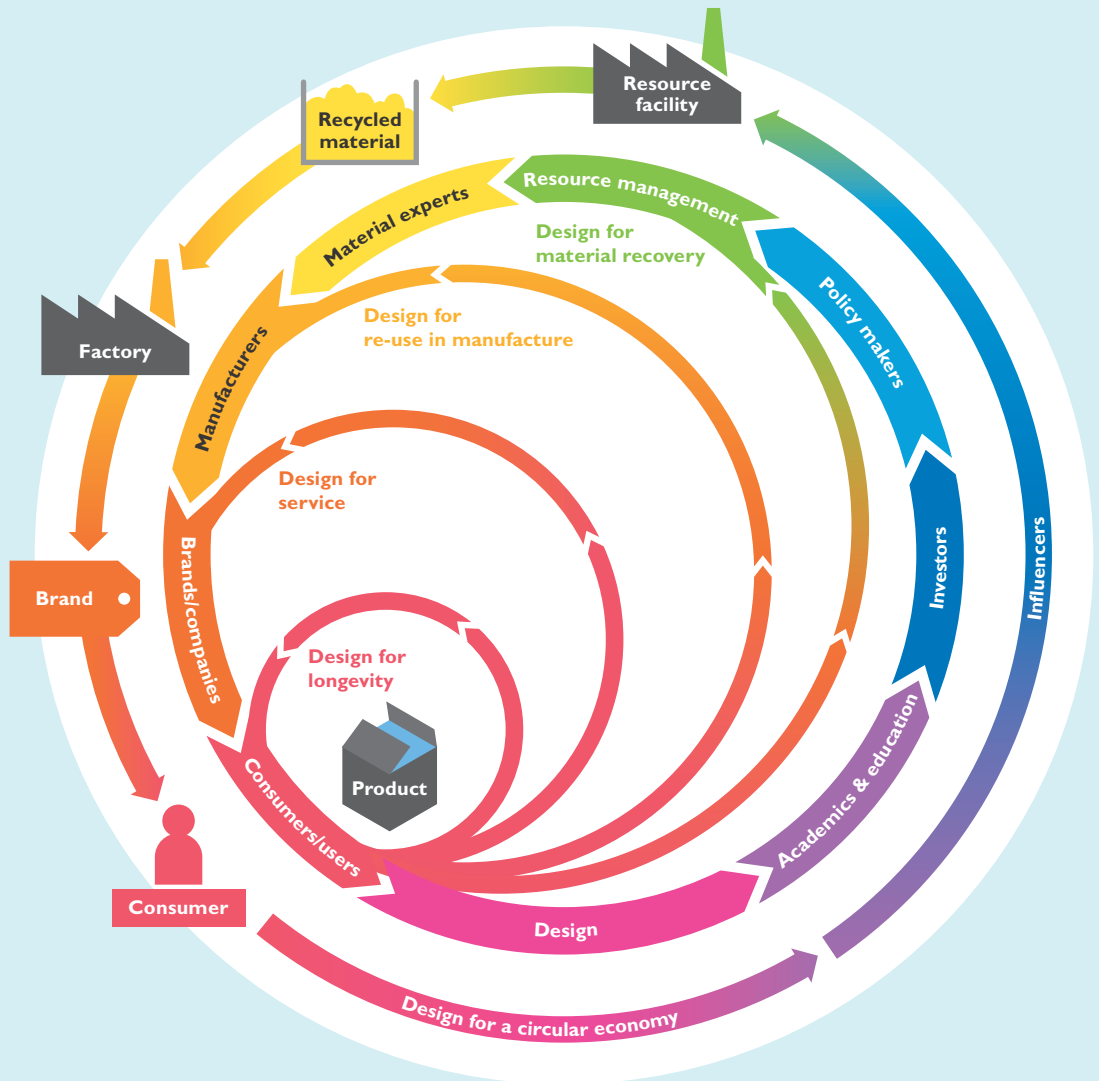 Resource
facility
Recycled
material
Resource management
Material experts
Design for
material recovery
Policy makers
Design for
re-use in manufacture
Factory
Manufacturers
Design for
service
Investors
Influencers
Brands/companies
Brand
Design for
longevity
Product
Consumers/users
Academics & education
Consumer
Design
Design for a circular economy